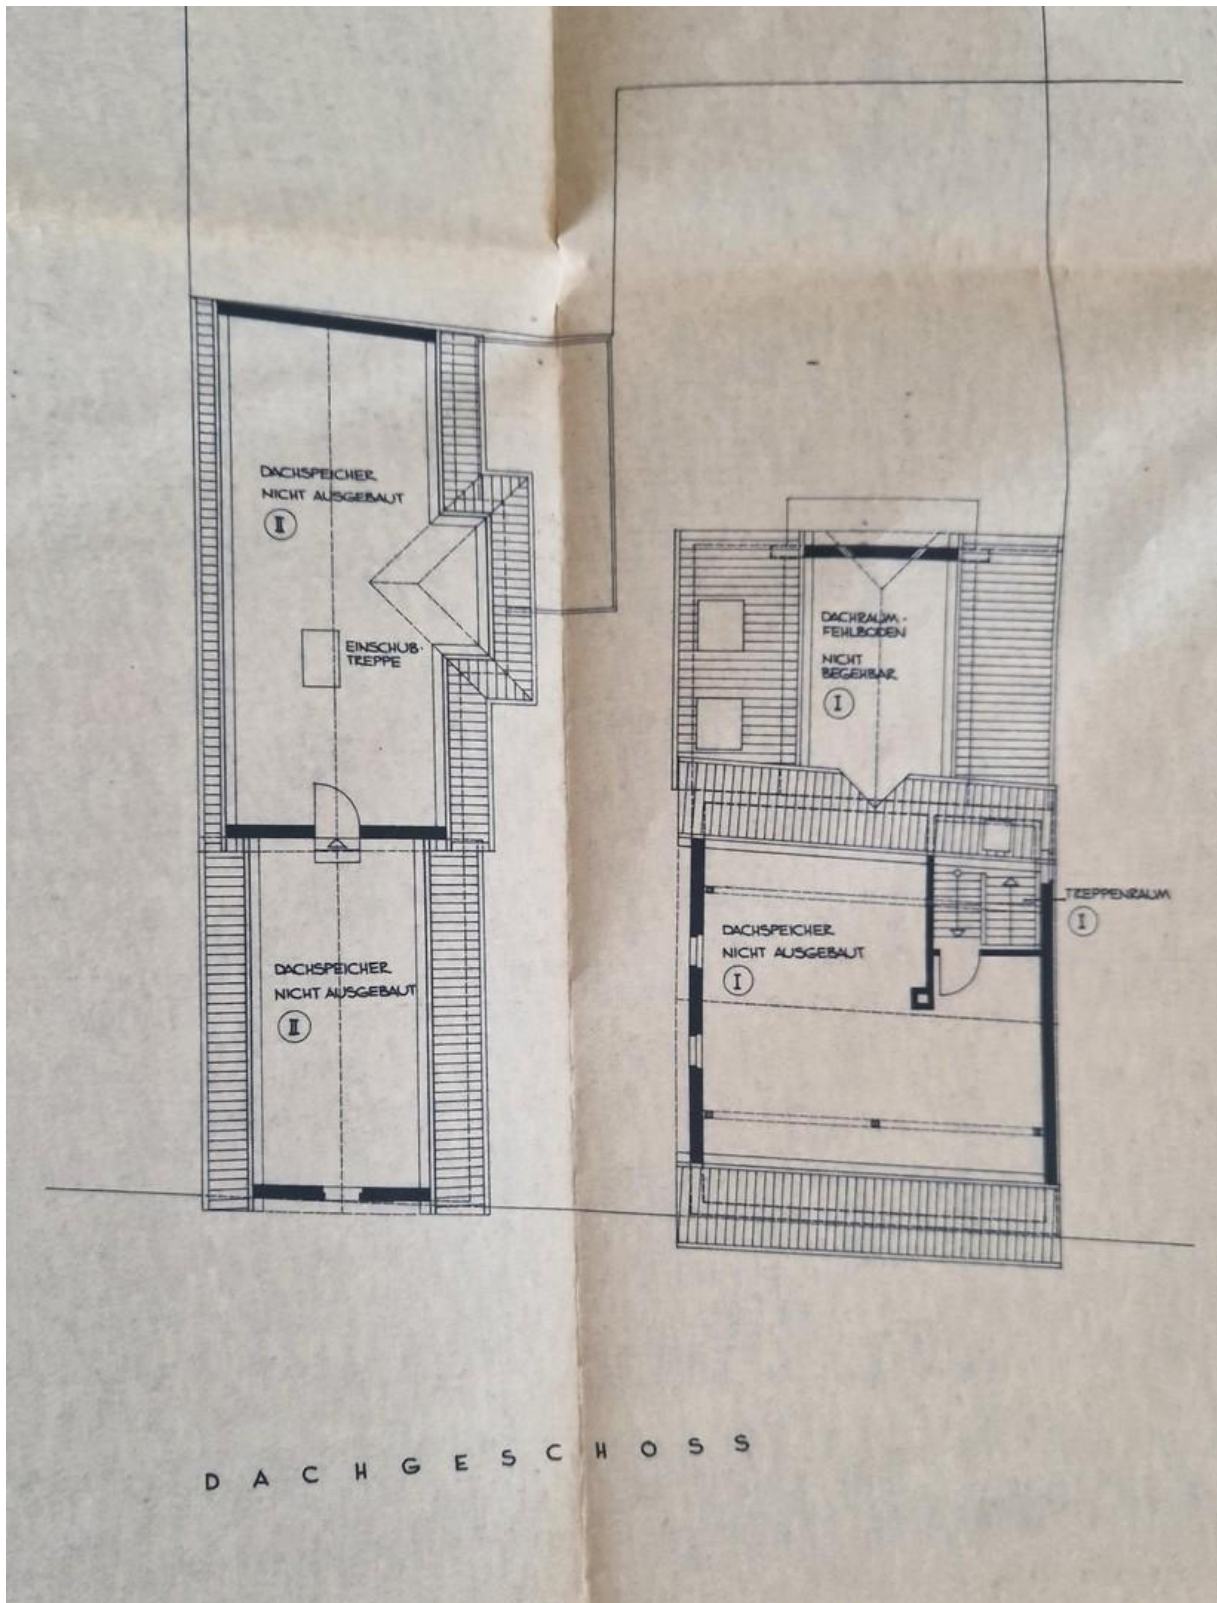 DACHSPEICHER
NICHT AUSGEBAUT
II
EINSCHUB-
TREPPE
DACHRAUM-
FEHLBODEN
NICHT
BEGEHBAR
I
TREPPENRAUM
I
DACHSPEICHER
NICHT AUSGEBAUT
I
DACHSPEICHER
NICHT AUSGEBAUT
II
DACHGESCHOSS